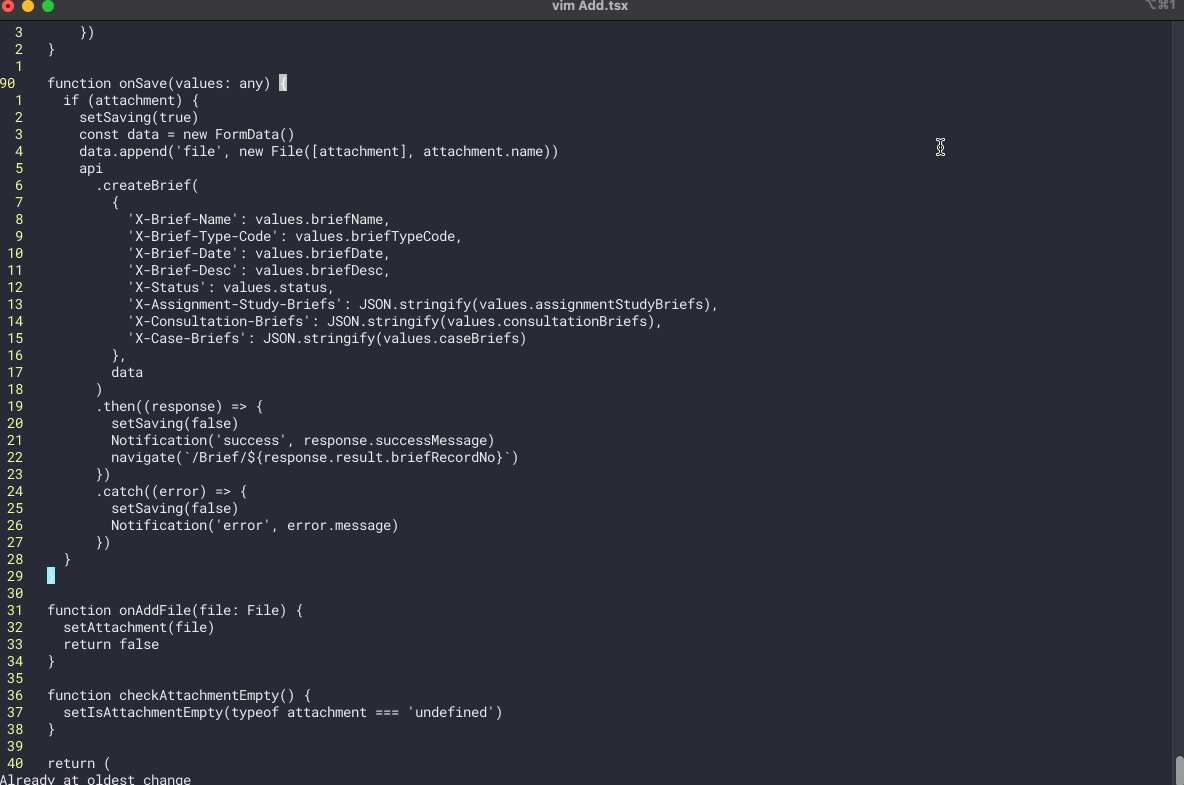 vim Add.tsx
⌥⌘1
3       })
2   }
1
90   function onSave(values: any) {
1     if (attachment) {
2       setSaving(true)
3       const data = new FormData()
4       data.append('file', new File([attachment], attachment.name))
5       api
6         .createBrief(
7           {
8             'X-Brief-Name': values.briefName,
9             'X-Brief-Type-Code': values.briefTypeCode,
10             'X-Brief-Date': values.briefDate,
11             'X-Brief-Desc': values.briefDesc,
12             'X-Status': values.status,
13             'X-Assignment-Study-Briefs': JSON.stringify(values.assignmentStudyBriefs),
14             'X-Consultation-Briefs': JSON.stringify(values.consultationBriefs),
15             'X-Case-Briefs': JSON.stringify(values.caseBriefs)
16           },
17           data
18         )
19         .then((response) => {
20           setSaving(false)
21           Notification('success', response.successMessage)
22           navigate(`/Brief/${response.result.briefRecordNo}`)
23         })
24         .catch((error) => {
25           setSaving(false)
26           Notification('error', error.message)
27         })
28     }
29   }
30
31   function onAddFile(file: File) {
32     setAttachment(file)
33     return false
34   }
35
36   function checkAttachmentEmpty() {
37     setIsAttachmentEmpty(typeof attachment === 'undefined')
38   }
39
40   return (
Already at oldest change